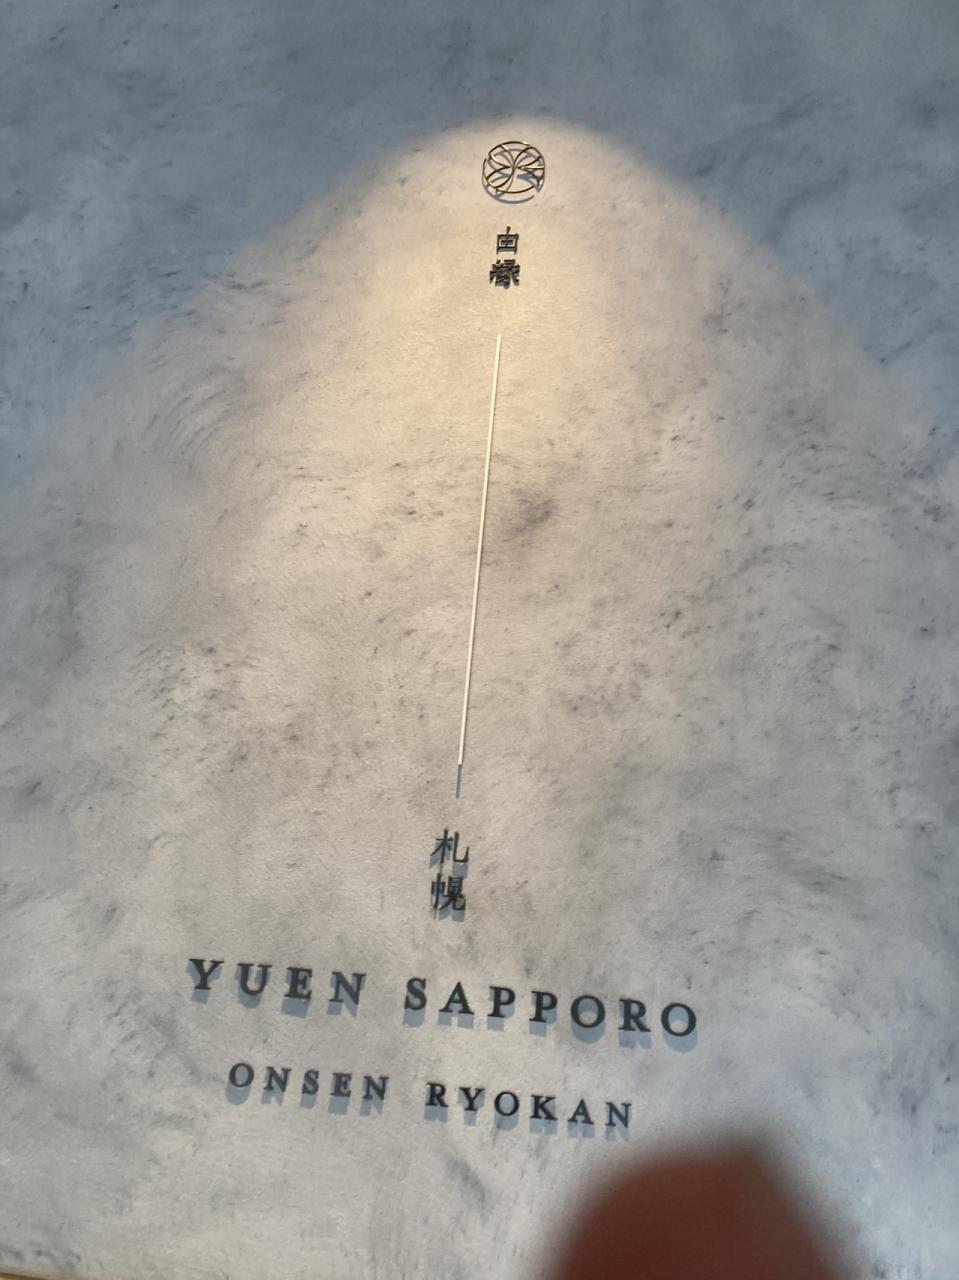 由縁
札幌
YUEN SAPPORO
ONSEN RYOKAN